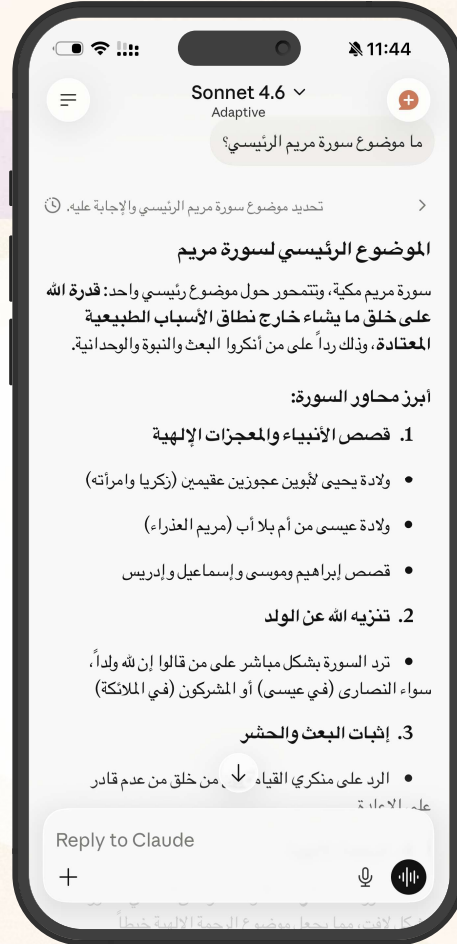 11:44
Sonnet 4.6
Adaptive
ما موضوع سورة مريم الرئيسي؟
تحديد موضوع سورة مريم الرئيسي والإجابة عليه.
الموضوع الرئيسي لسورة مريم
سورة مريم مكية، وتتمحور حول موضوع رئيسي واحد: قدرة الله
على خلق ما يشاء خارج نطاق الأسباب الطبيعية
المعتادة، وذلك رداً على من أنكروا البعث والنبوة والوحدانية.
أبرز محاور السورة:
1. قصص الأنبياء والمعجزات الإلهية
• ولادة يحيى لأبوين عجوزين عقيمين (زكريا وامرأته)
• ولادة عيسى من أم بلا أب (مريم العذراء)
• قصص إبراهيم وموسى وإسماعيل وإدريس
2. تنزيه الله عن الولد
• ترد السورة بشكل مباشر على من قالوا إن لله ولداً،
سواء النصارى (في عيسى) أو المشركون (في الملائكة)
3. إثبات البعث والحشر
• الرد على منكري من خلق من عدم قادر
على الإعادة
Reply to Claude